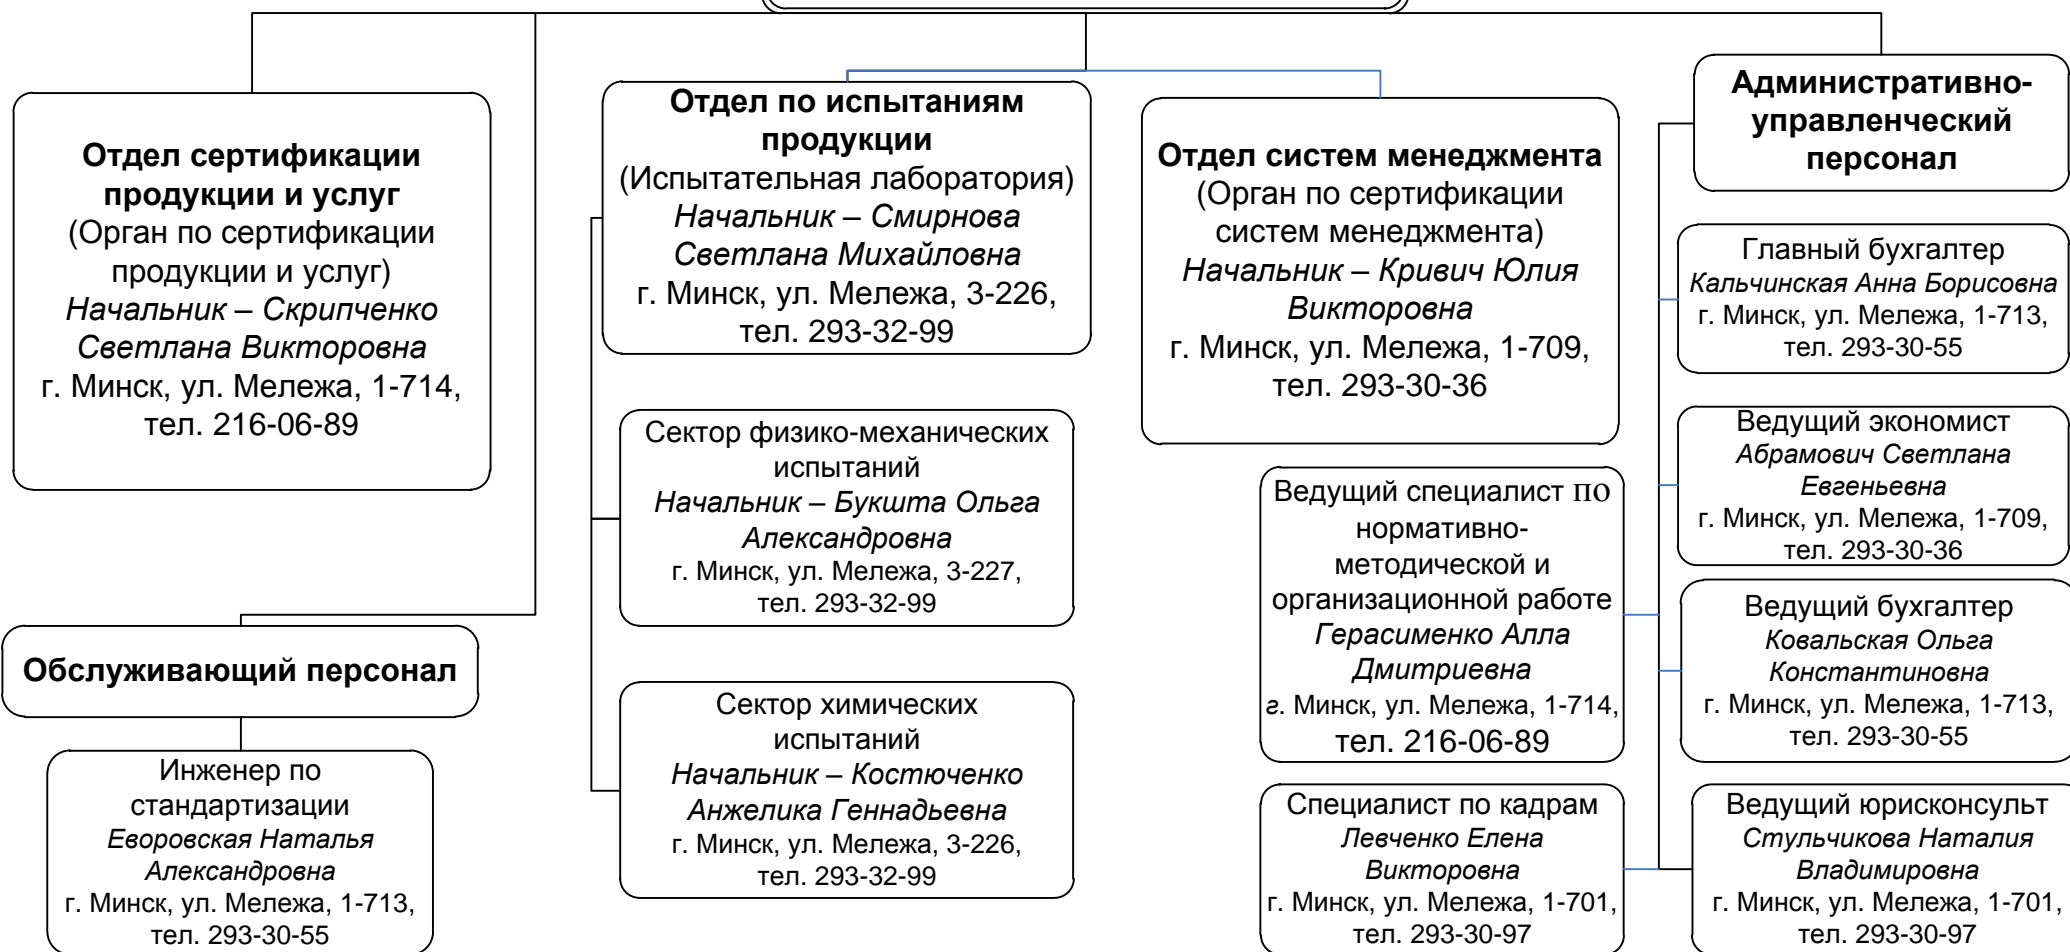 Отдел сертификации
продукции и услуг
(Орган по сертификации
продукции и услуг)
Начальник – Скрипченко
Светлана Викторовна
г. Минск, ул. Мележа, 1-714,
тел. 216-06-89
Обслуживающий персонал
Инженер по
стандартизации
Еворовская Наталья
Александровна
г. Минск, ул. Мележа, 1-713,
тел. 293-30-55
Отдел по испытаниям
продукции
(Испытательная лаборатория)
Начальник – Смирнова
Светлана Михайловна
г. Минск, ул. Мележа, 3-226,
тел. 293-32-99
Сектор физико-механических
испытаний
Начальник – Букшта Ольга
Александровна
г. Минск, ул. Мележа, 3-227,
тел. 293-32-99
Сектор химических
испытаний
Начальник – Костюченко
Анжелика Геннадьевна
г. Минск, ул. Мележа, 3-226,
тел. 293-32-99
Отдел систем менеджмента
(Орган по сертификации
систем менеджмента)
Начальник – Кривич Юлия
Викторовна
г. Минск, ул. Мележа, 1-709,
тел. 293-30-36
Административно-
управленческий
персонал
Ведущий специалист по
нормативно-
методической и
организационной работе
Герасименко Алла
Дмитриевна
г. Минск, ул. Мележа, 1-714,
тел. 216-06-89
Специалист по кадрам
Левченко Елена
Викторовна
г. Минск, ул. Мележа, 1-701,
тел. 293-30-97
Главный бухгалтер
Кальчинская Анна Борисовна
г. Минск, ул. Мележа, 1-713,
тел. 293-30-55
Ведущий экономист
Абрамович Светлана
Евгеньевна
г. Минск, ул. Мележа, 1-709,
тел. 293-30-36
Ведущий бухгалтер
Ковальская Ольга
Константиновна
г. Минск, ул. Мележа, 1-713,
тел. 293-30-55
Ведущий юрисконсульт
Стульчикова Наталия
Владимировна
г. Минск, ул. Мележа, 1-701,
тел. 293-30-97